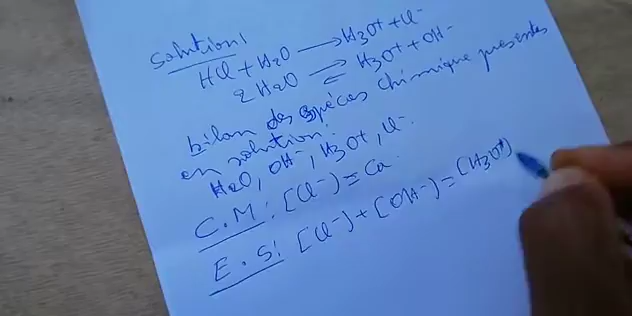 Solution:
HCl + H2O ⟶ H3O+ + Cl-
2 H2O ⇌ H3O+ + OH-
bilan des espèces chimique présentes
en solution:
H2O, OH-, H3O+, Cl-.
C.M: [Cl-] = Ca.
E.S: [Cl-] + [OH-] = [H3O+)